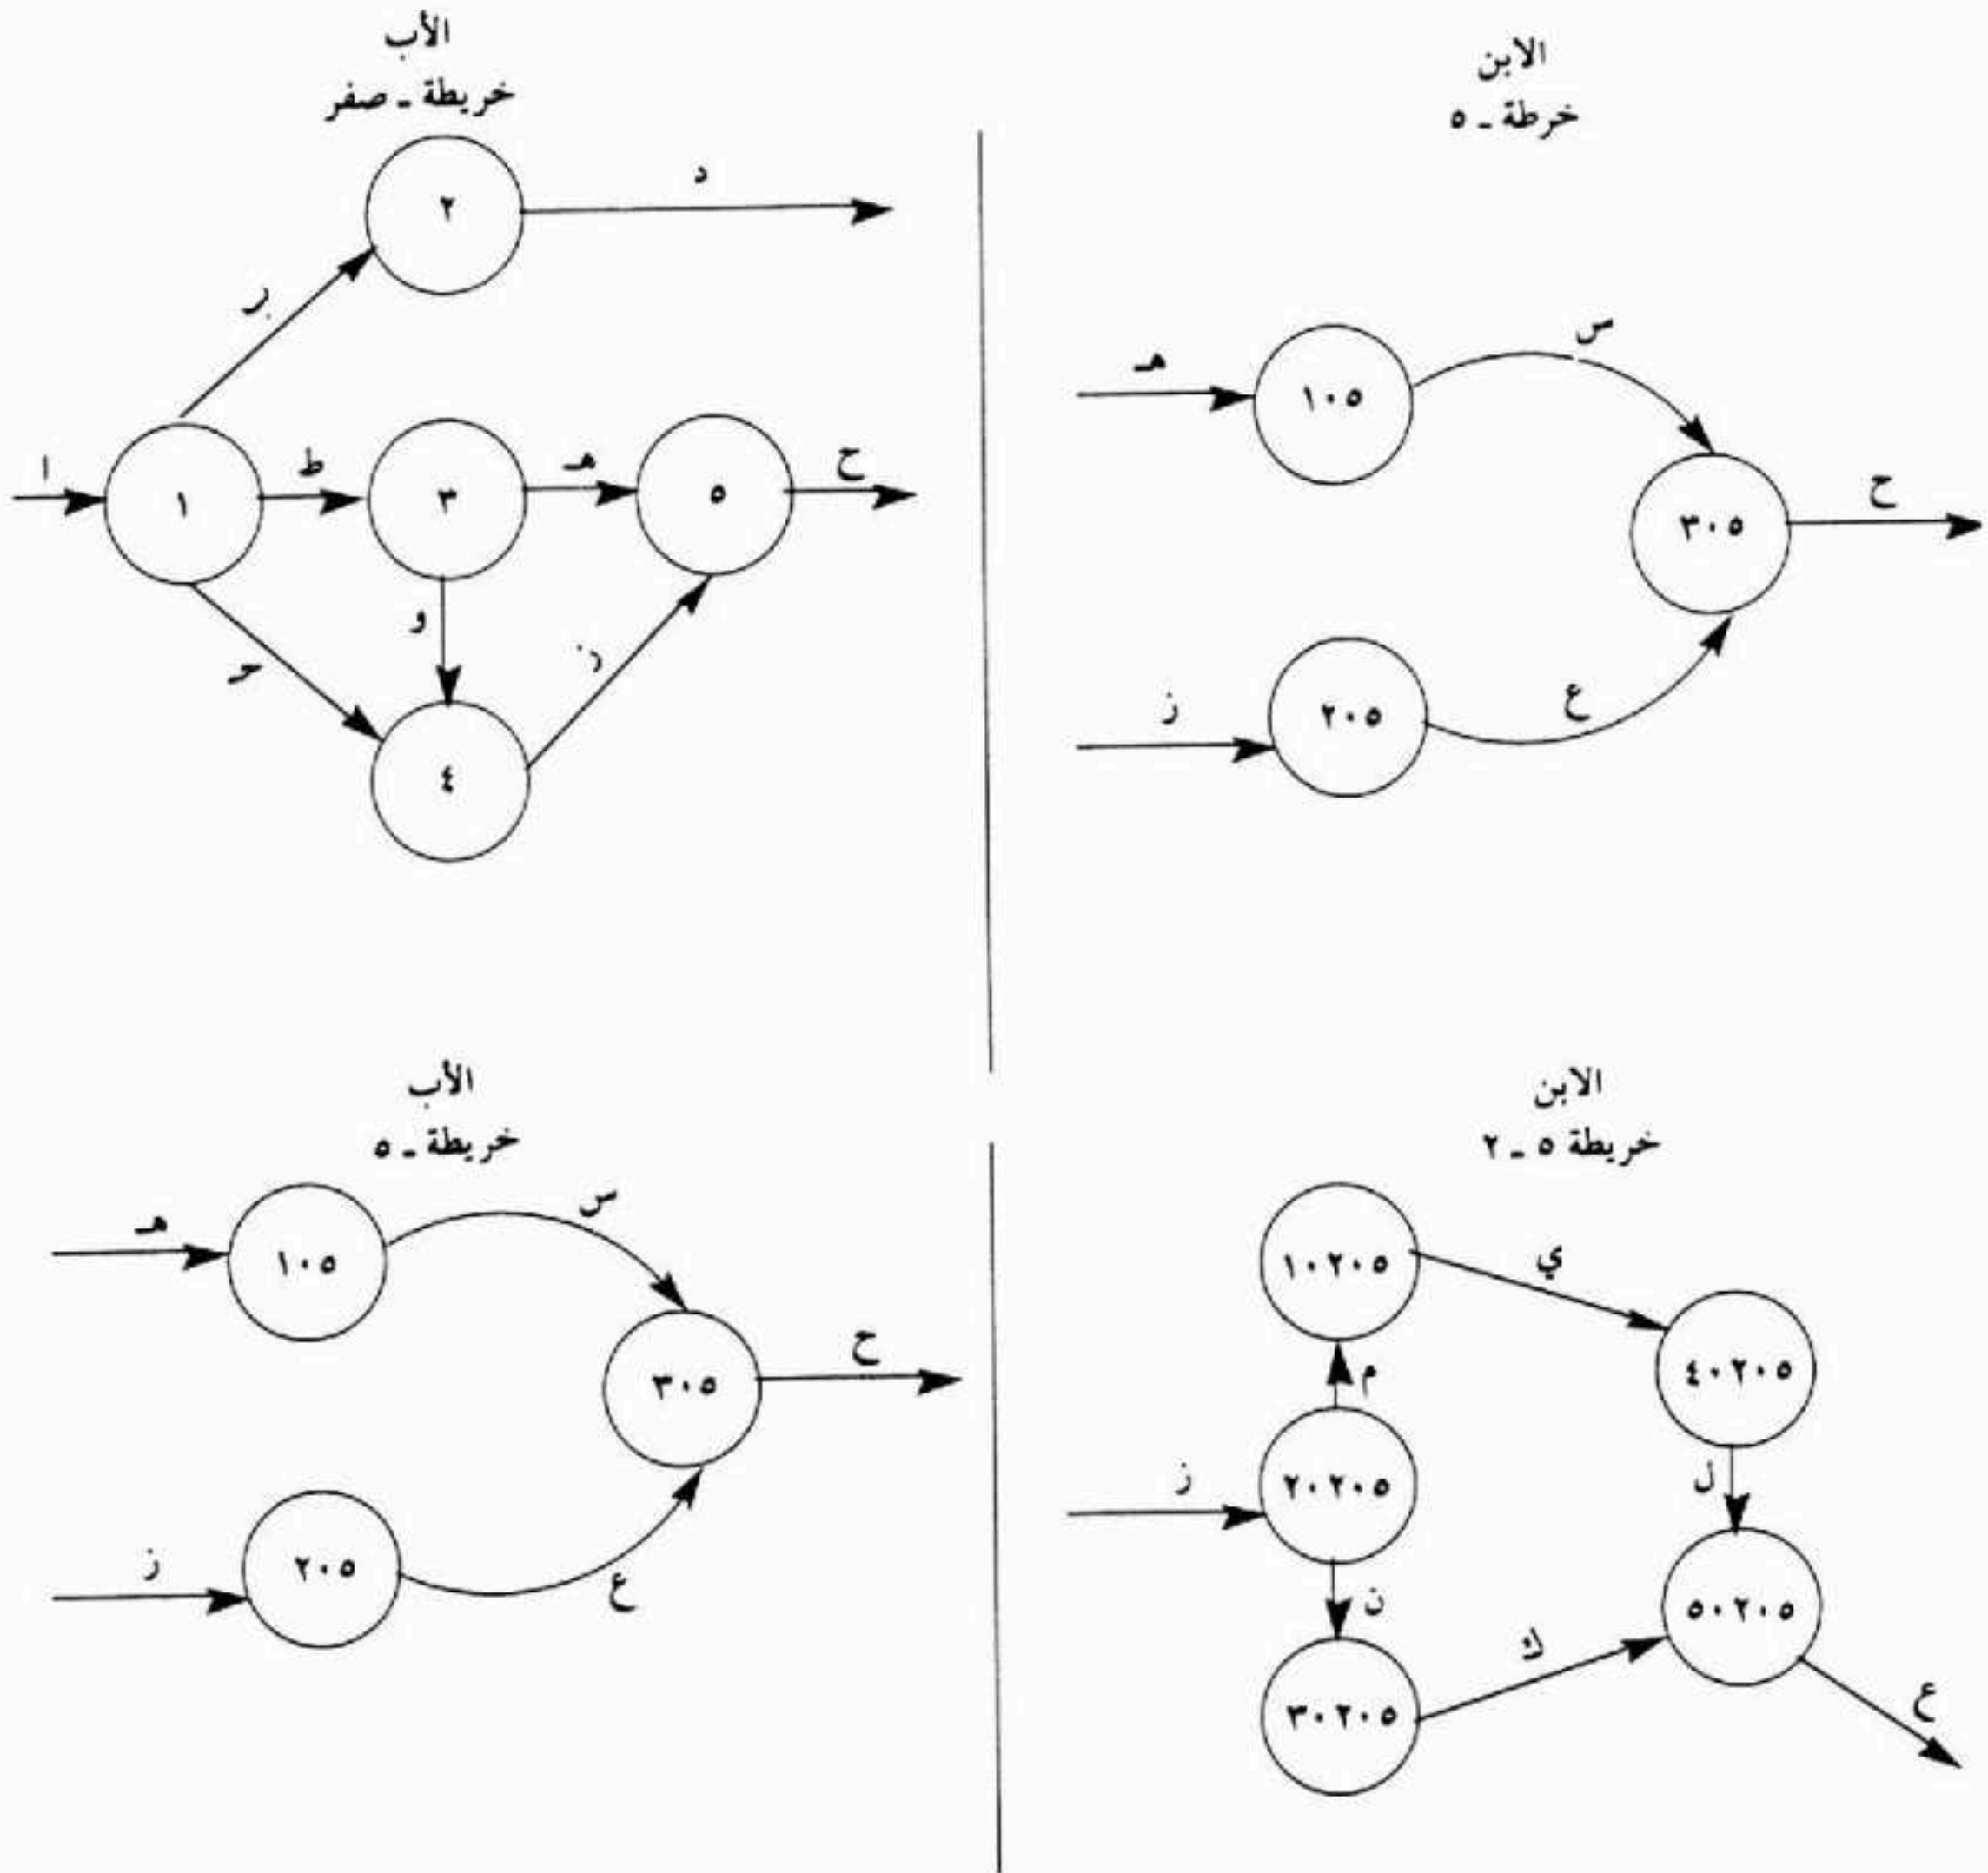 الأب
خريطة ـ صفر
٢
د
ر
ا
١
ط
٣
هـ
٥
ح
و
حـ
ز
٤
الابن
خرطة ـ ٥
هـ
١٠٥
س
٣٠٥
ح
ز
٢٠٥
ع
الأب
خريطة ـ ٥
هـ
١٠٥
س
٣٠٥
ح
ز
٢٠٥
ع
الابن
خريطة ٥ ـ ٢
١٠٢٠٥
ي
٤٠٢٠٥
م
ز
٢٠٢٠٥
ل
ن
٥٠٢٠٥
ك
٣٠٢٠٥
ع